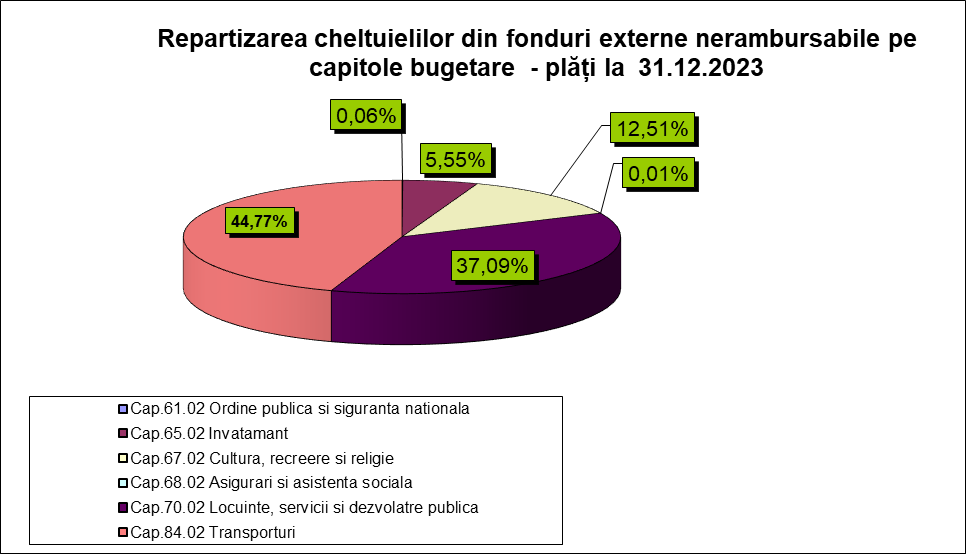 Repartizarea cheltuielilor din fonduri externe nerambursabile pe
capitole bugetare - plăți la 31.12.2023
0,06%
12,51%
5,55%
0,01%
44,77%
37,09%
Cap.61.02 Ordine publica si siguranta nationala
Cap.65.02 Invatamant
Cap.67.02 Cultura, recreere si religie
Cap.68.02 Asigurari si asistenta sociala
Cap.70.02 Locuinte, servicii si dezvolatre publica
Cap.84.02 Transporturi